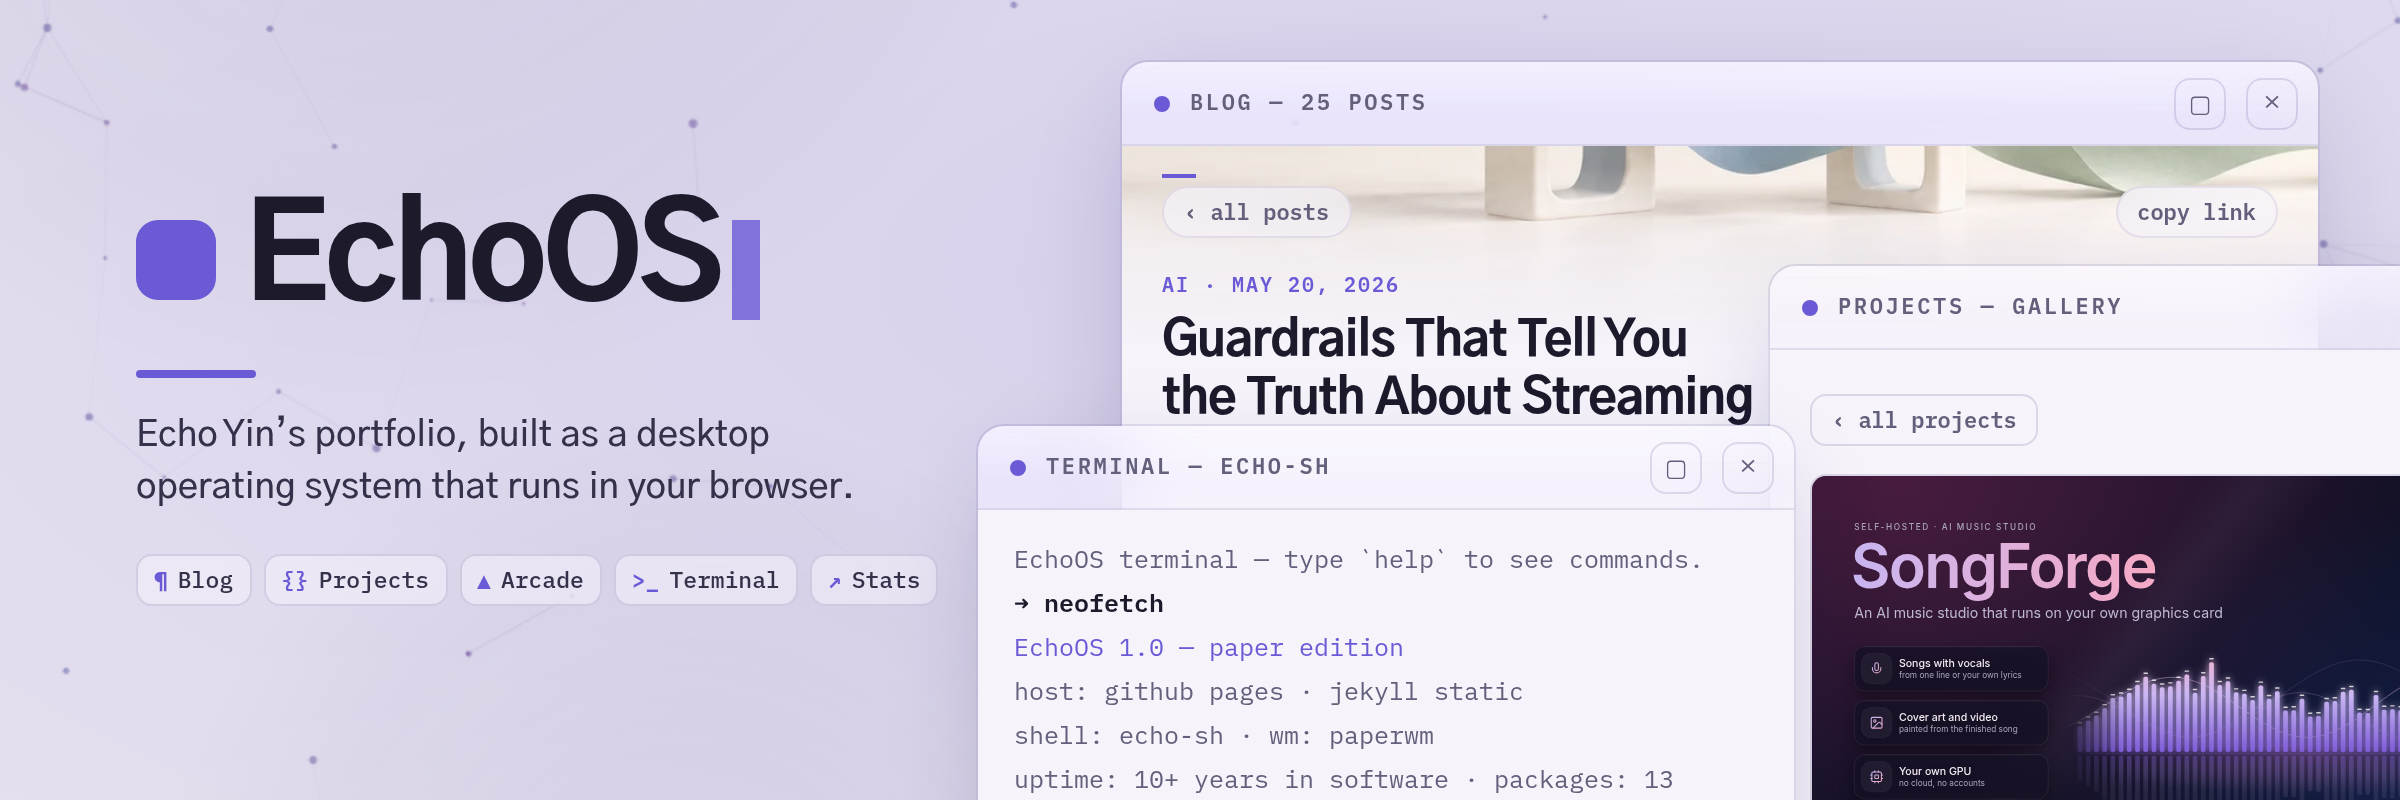 EchoOS
Echo Yin’s portfolio, built as a desktop
operating system that runs in your browser.
¶ Blog
{} Projects
▲ Arcade
>_ Terminal
↗ Stats
BLOG — 25 POSTS
‹ all posts
copy link
AI · MAY 20, 2026
Guardrails That Tell You
the Truth About Streaming
TERMINAL — ECHO-SH
EchoOS terminal — type `help` to see commands.
→ neofetch
EchoOS 1.0 — paper edition
host: github pages · jekyll static
shell: echo-sh · wm: paperwm
uptime: 10+ years in software · packages: 13
PROJECTS — GALLERY
‹ all projects
SELF-HOSTED · AI MUSIC STUDIO
SongForge
An AI music studio that runs on your own graphics card
Songs with vocals
from one line or your own lyrics
Cover art and video
painted from the finished song
Your own GPU
no cloud, no accounts